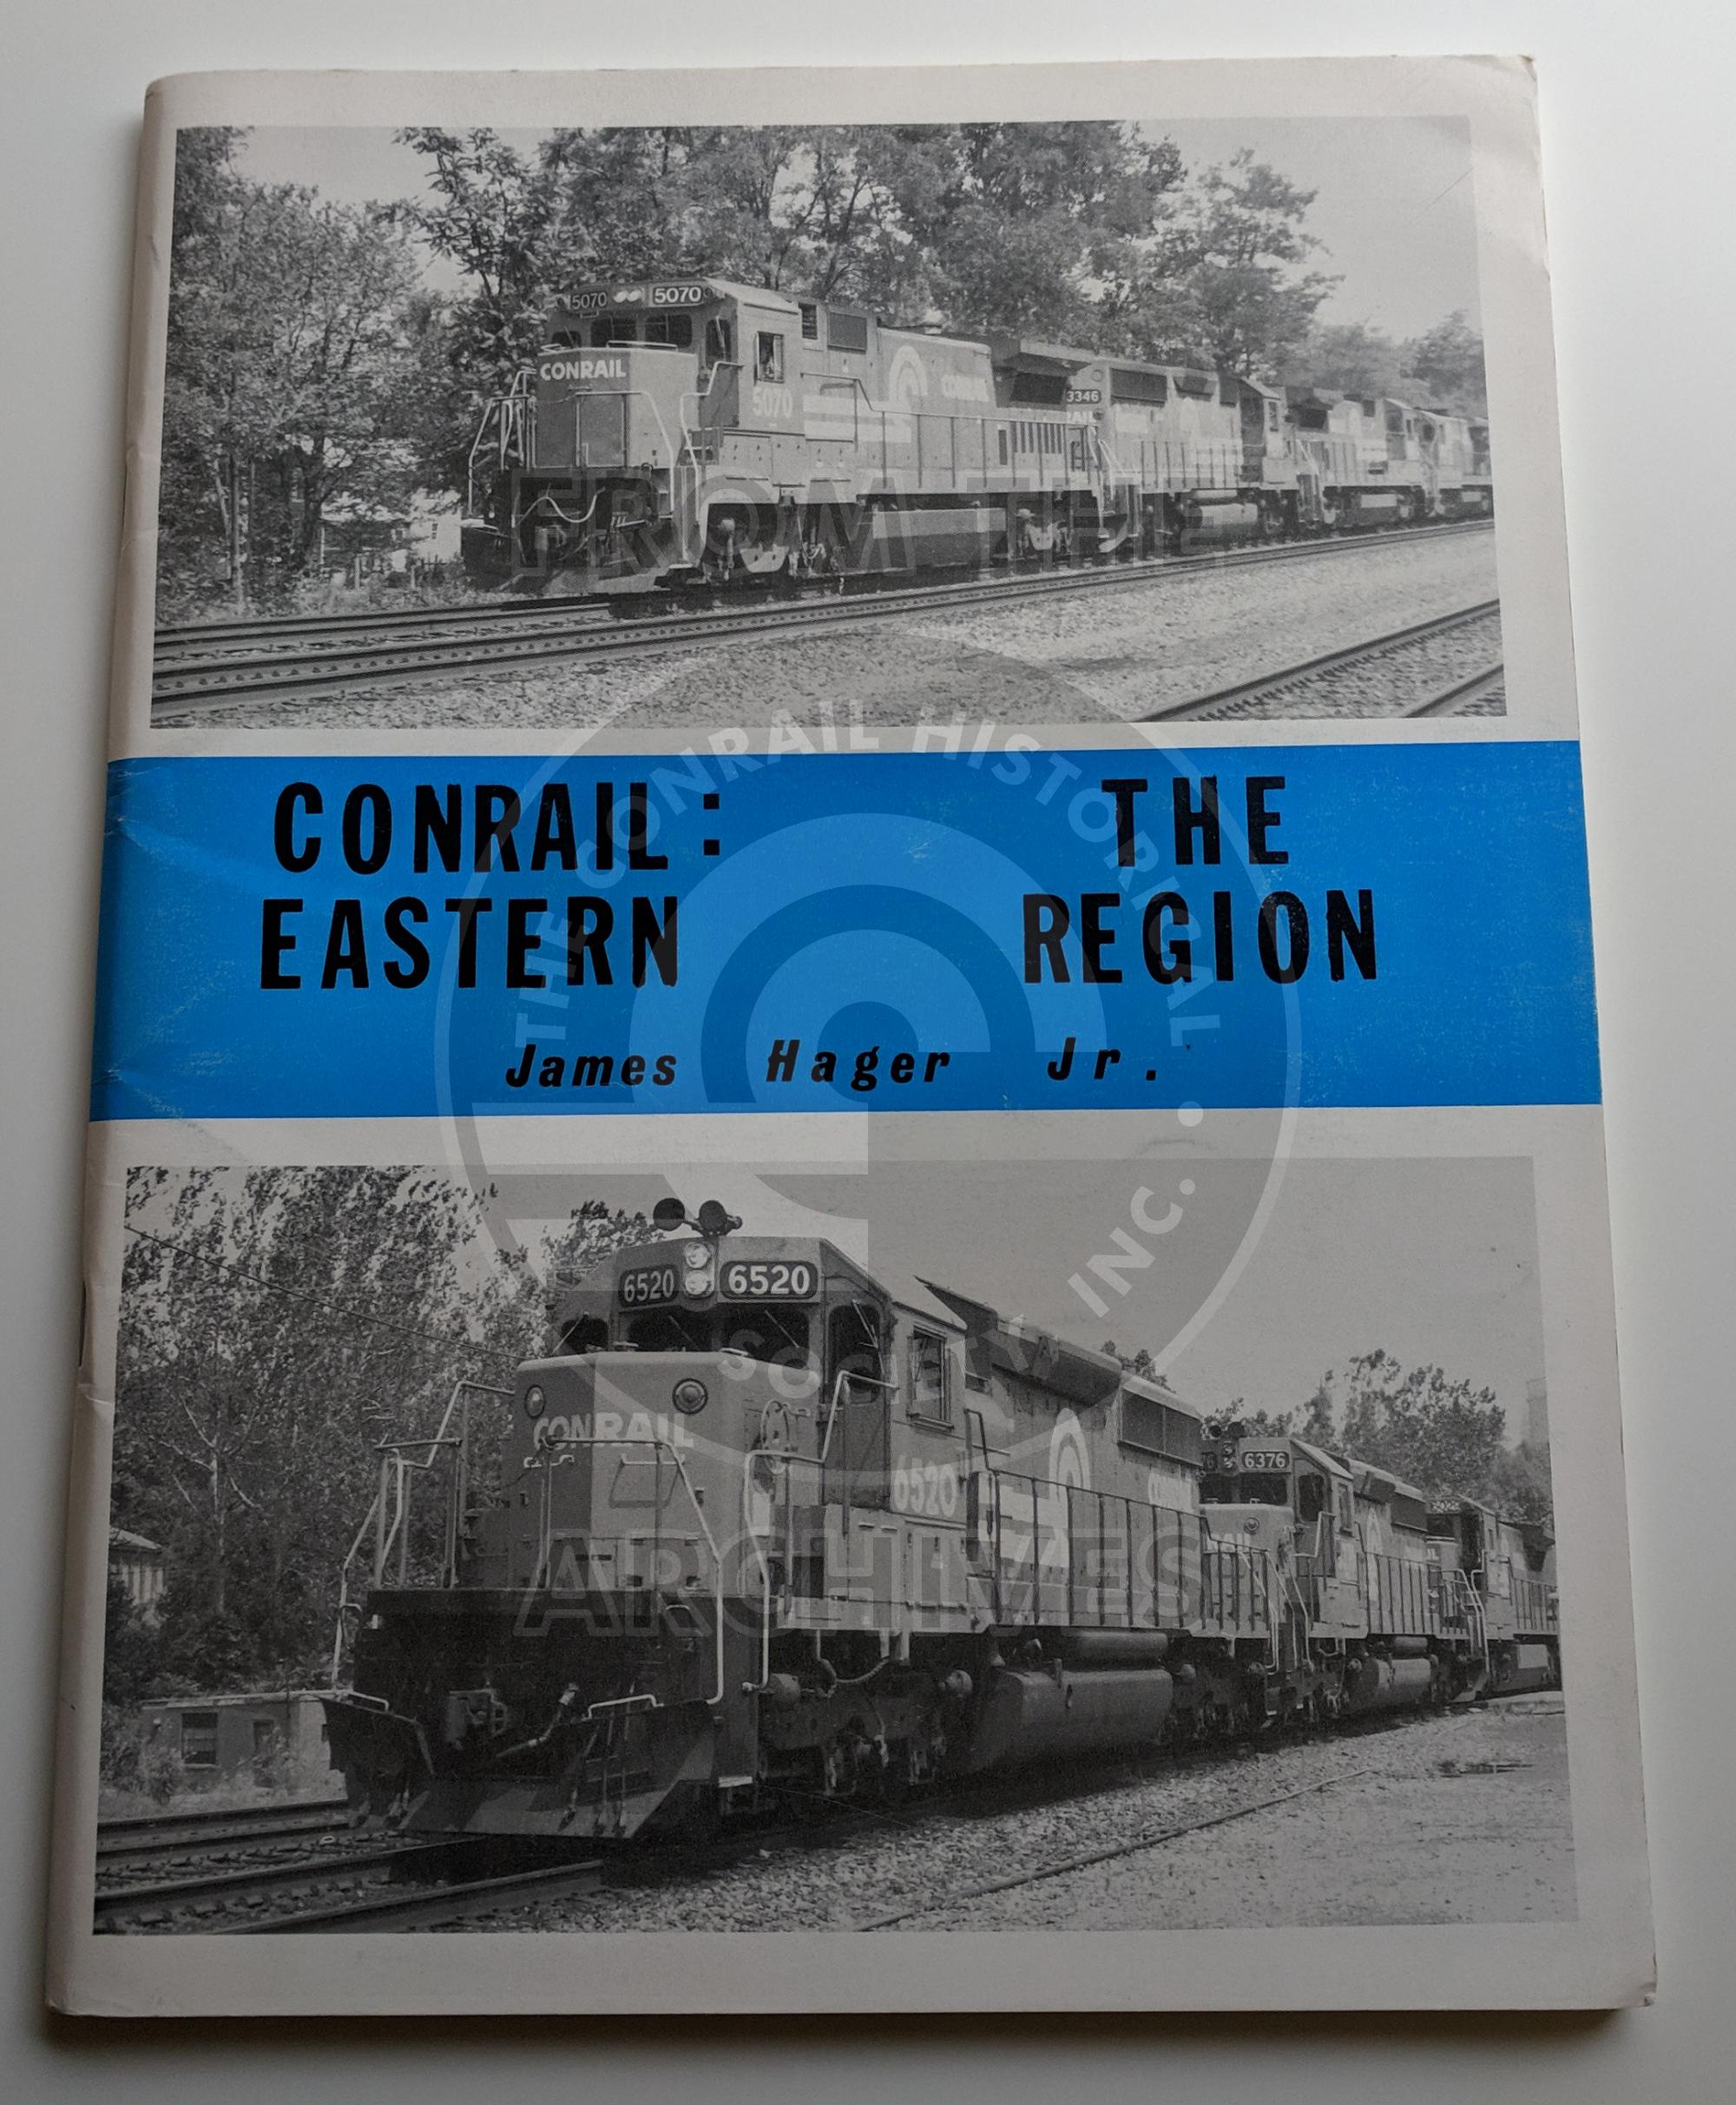 5070 5070
CONRAIL
5070
CONRAIL
3346
FROM THE
CONRAIL: THE
EASTERN REGION
James Hager Jr.
THE CONRAIL HISTORICAL SOCIETY, INC.
6520 6520
CONRAIL
6520
6376
ARCHIVES